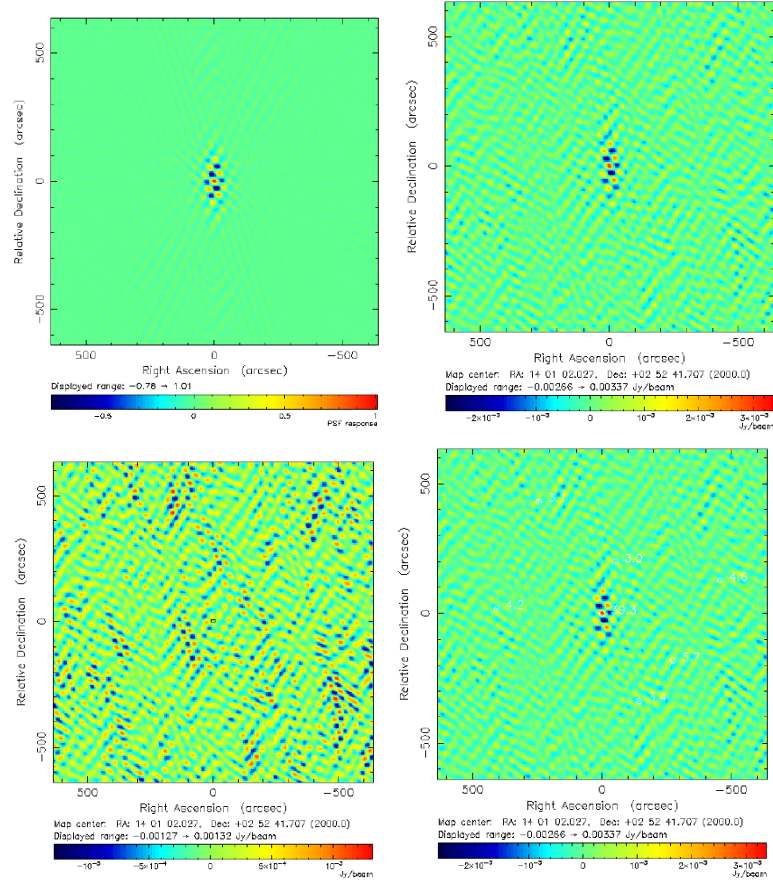 500
0
−500
Relative Declination (arcsec)
500
0
−500
Right Ascension (arcsec)
Displayed range: −0.78 → 1.01
−0.5
0
0.5
1
PSF response
500
0
−500
Relative Declination (arcsec)
500
0
−500
Right Ascension (arcsec)
Map center: RA: 14 01 02.027, Dec: +02 52 41.707 (2000.0)
Displayed range: −0.00266 → 0.00337 Jy/beam
−2×10⁻³
−10⁻³
0
10⁻³
2×10⁻³
3×10⁻³
Jy/beam
500
0
−500
Relative Declination (arcsec)
500
0
−500
Right Ascension (arcsec)
Map center: RA: 14 01 02.027, Dec: +02 52 41.707 (2000.0)
Displayed range: −0.00127 → 0.00132 Jy/beam
−10⁻³
−5×10⁻⁴
0
5×10⁻⁴
10⁻³
Jy/beam
500
0
−500
Relative Declination (arcsec)
3.0
4.6
4.2
3.4
500
0
−500
Right Ascension (arcsec)
Map center: RA: 14 01 02.027, Dec: +02 52 41.707 (2000.0)
Displayed range: −0.00266 → 0.00337 Jy/beam
−2×10⁻³
−10⁻³
0
10⁻³
2×10⁻³
3×10⁻³
Jy/beam